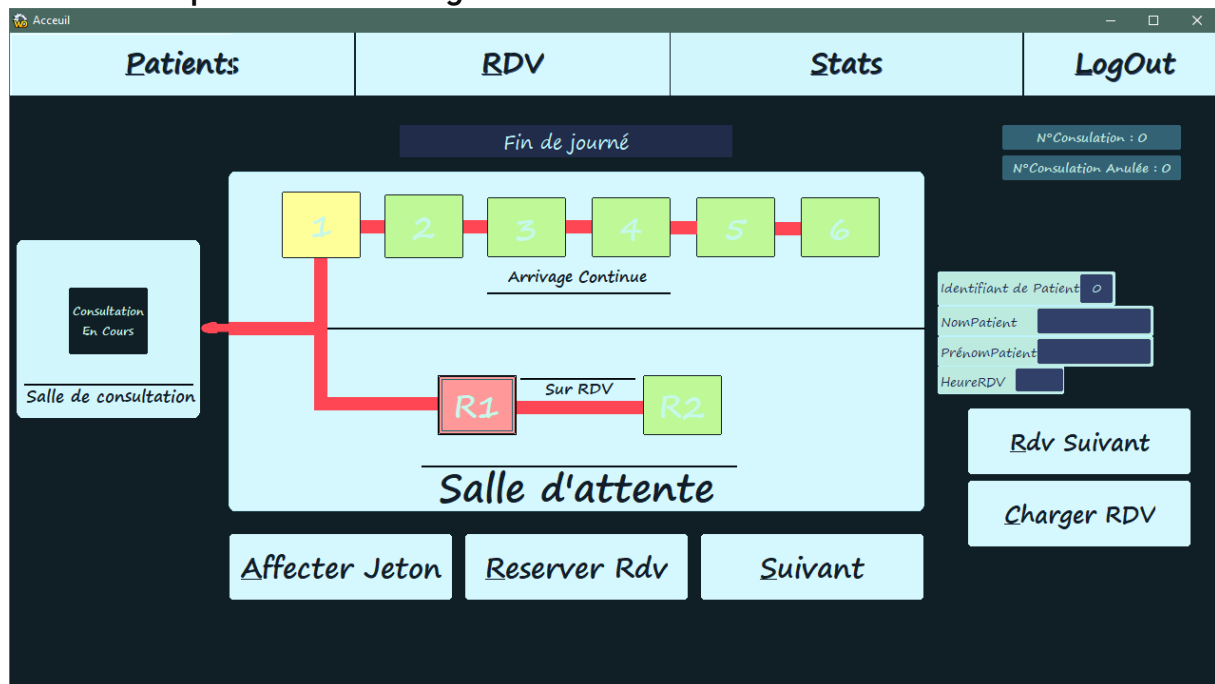 Acceuil
Patients
RDV
Stats
LogOut
Fin de journé
N°Consulation : 0
N°Consulation Anulée : 0
1
2
3
4
5
6
Arrivage Continue
Consultation
En Cours
Salle de consultation
Identifiant de Patient 0
NomPatient
PrénomPatient
HeureRDV
Sur RDV
R1
R2
Salle d'attente
Rdv Suivant
Charger RDV
Affecter Jeton
Reserver Rdv
Suivant